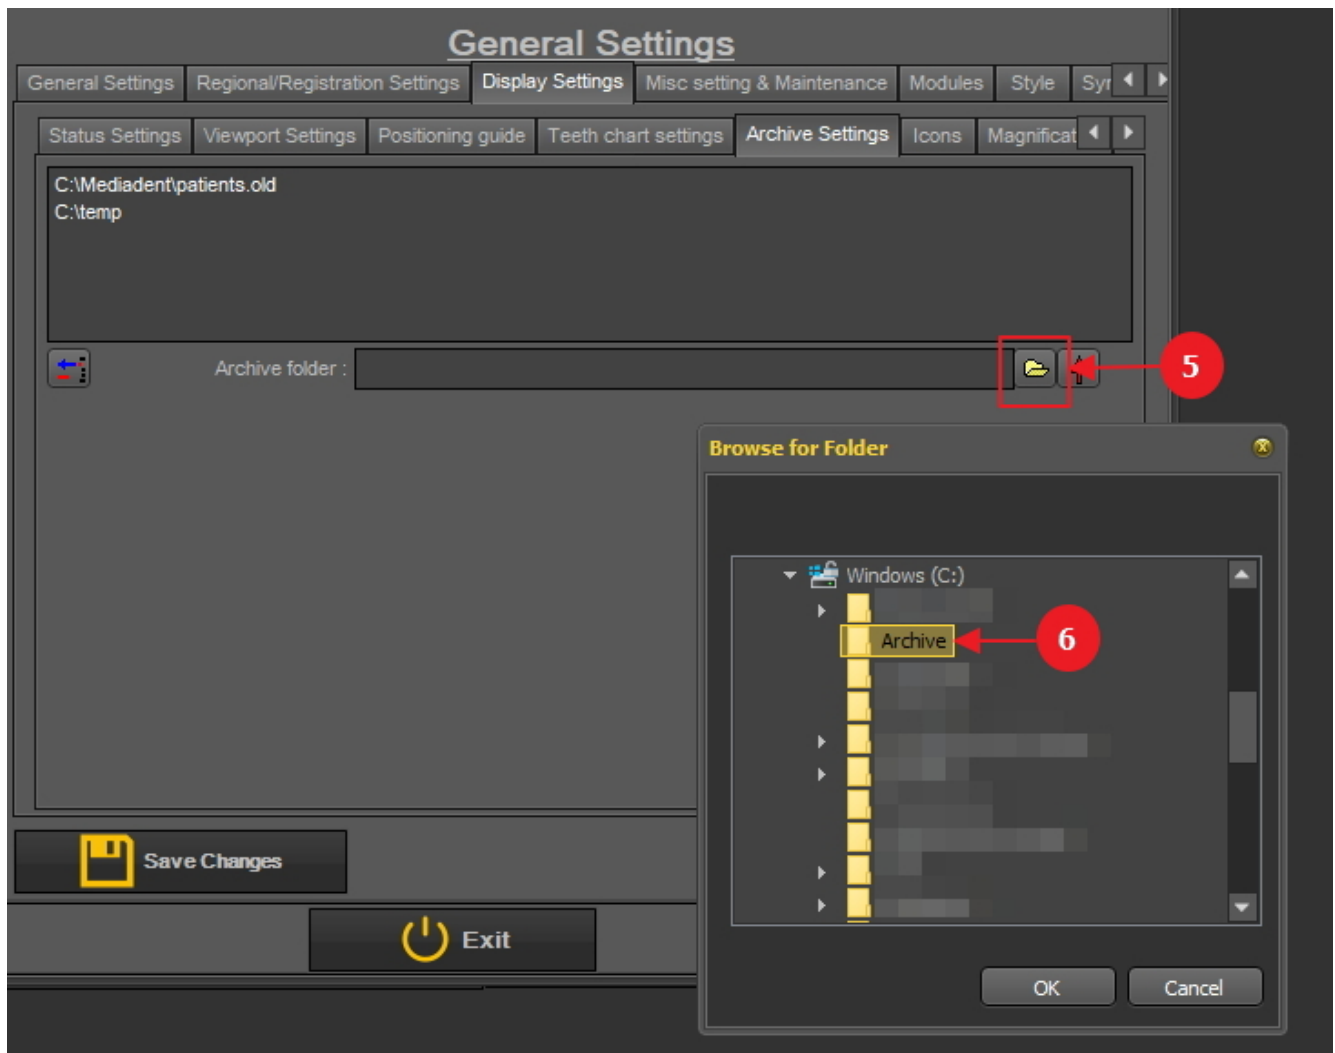 General Settings
General Settings Regional/Registration Settings Display Settings Misc setting & Maintenance Modules Style Syr
Status Settings Viewport Settings Positioning guide Teeth chart settings Archive Settings Icons Magnificat
C:\Mediadent\patients.old
C:\temp
Archive folder :
5
Browse for Folder
Windows (C:)
Archive
6
Save Changes
Exit
OK Cancel